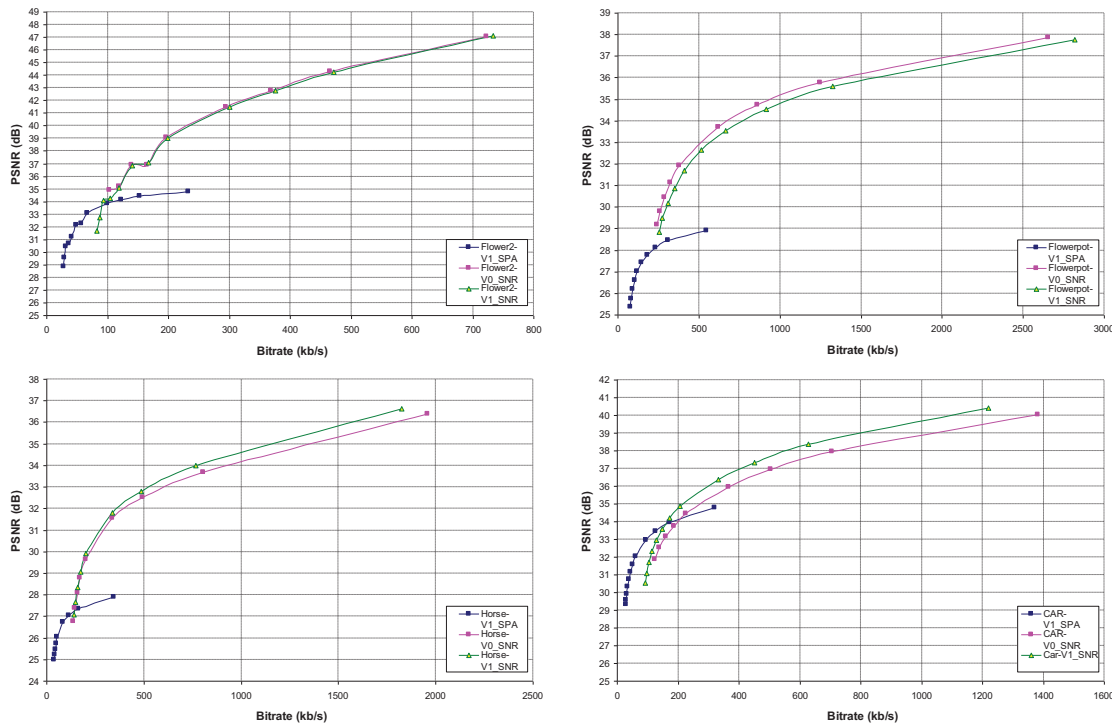 49
48
47
46
45
44
43
42
41
40
39
38
37
36
35
34
33
32
31
30
29
28
27
26
25
PSNR (dB)
0 100 200 300 400 500 600 700 800
Bitrate (kb/s)
Flower2-
V1_SPA
Flower2-
V0_SNR
Flower2-
V1_SNR
39
38
37
36
35
34
33
32
31
30
29
28
27
26
25
PSNR (dB)
0 500 1000 1500 2000 2500 3000
Bitrate (kb/s)
Flowerpot-
V1_SPA
Flowerpot-
V0_SNR
Flowerpot-
V1_SNR
38
37
36
35
34
33
32
31
30
29
28
27
26
25
24
PSNR (dB)
0 500 1000 1500 2000 2500
Bitrate (kb/s)
Horse-
V1_SPA
Horse-
V0_SNR
Horse-
V1_SNR
42
41
40
39
38
37
36
35
34
33
32
31
30
29
28
27
26
25
PSNR (dB)
0 200 400 600 800 1000 1200 1400 1600
Bitrate (kb/s)
CAR-
V1_SPA
CAR-
V0_SNR
Car-V1_SNR